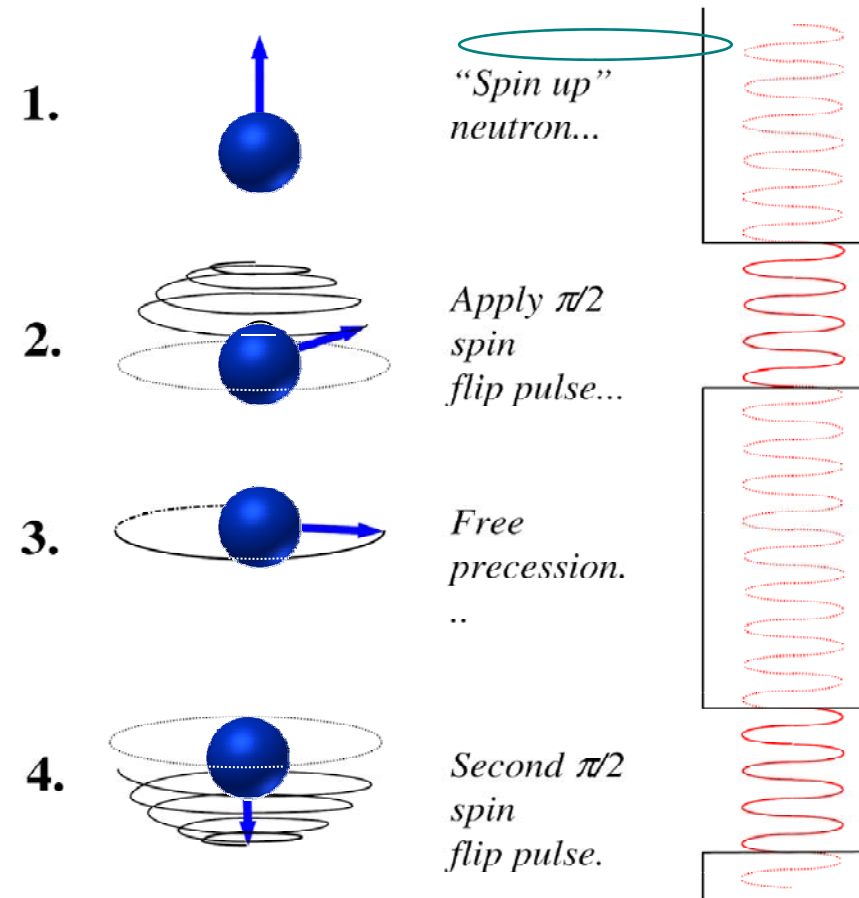 1.
"Spin up"
neutron...
2.
Apply π/2
spin
flip pulse...
3.
Free
precession.
..
4.
Second π/2
spin
flip pulse.